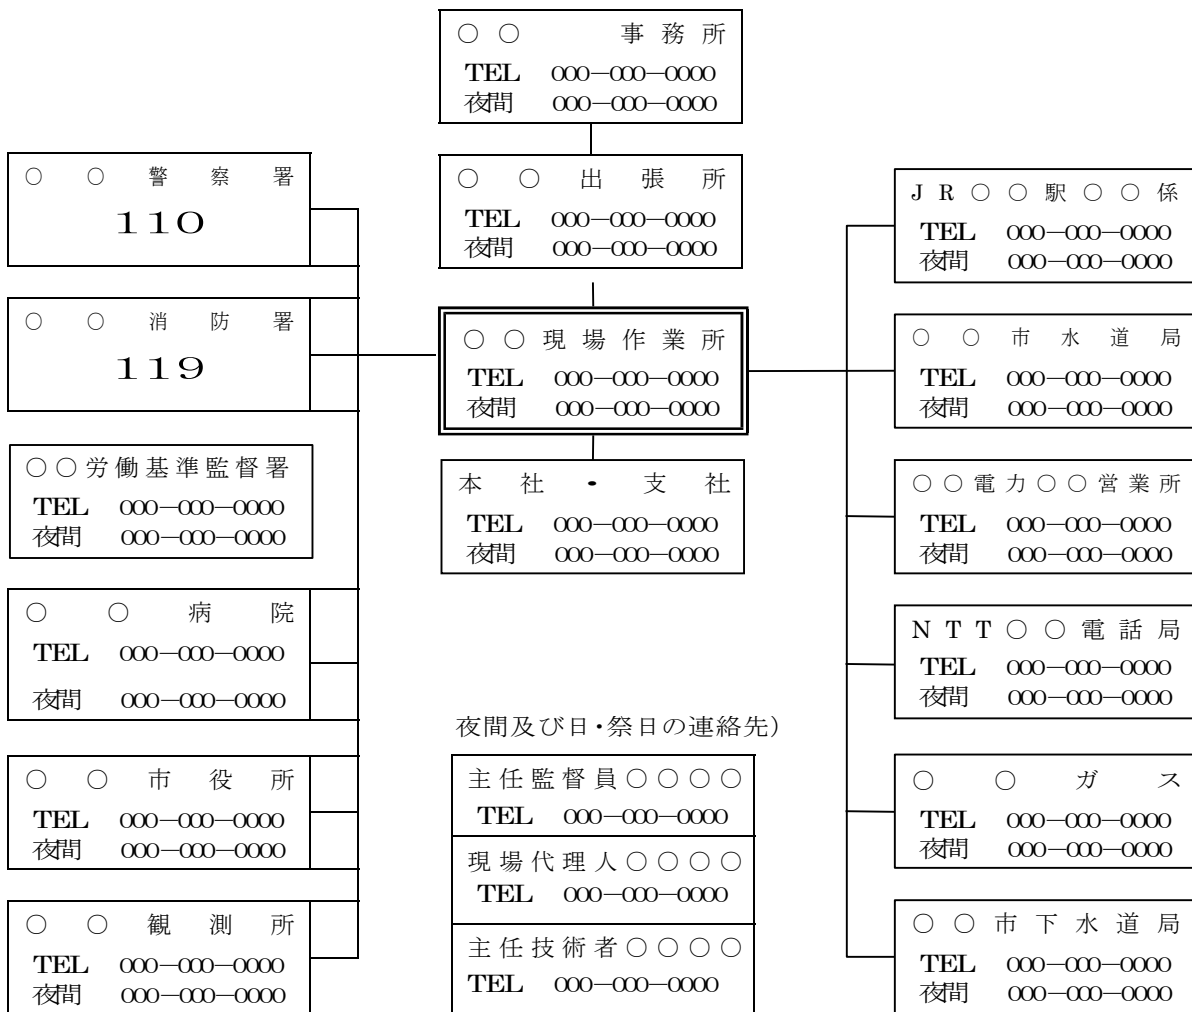 ○○　事務所
TEL　000－000－0000
夜間　000－000－0000
○○警察署
110
○○出張所
TEL　000－000－0000
夜間　000－000－0000
JR○○駅○○係
TEL　000－000－0000
夜間　000－000－0000
○○消防署
119
○○現場作業所
TEL　000－000－0000
夜間　000－000－0000
○○市水道局
TEL　000－000－0000
夜間　000－000－0000
○○労働基準監督署
TEL　000－000－0000
夜間　000－000－0000
本社・支社
TEL　000－000－0000
夜間　000－000－0000
○○電力○○営業所
TEL　000－000－0000
夜間　000－000－0000
○○病院
TEL　000－000－0000
夜間　000－000－0000
NTT○○電話局
TEL　000－000－0000
夜間　000－000－0000
○○市役所
TEL　000－000－0000
夜間　000－000－0000
夜間及び日・祭日の連絡先）
主任監督員○○○○
TEL　000－000－0000
現場代理人○○○○
TEL　000－000－0000
主任技術者○○○○
TEL　000－000－0000
○○ガス
TEL　000－000－0000
夜間　000－000－0000
○○観測所
TEL　000－000－0000
夜間　000－000－0000
○○市下水道局
TEL　000－000－0000
夜間　000－000－0000